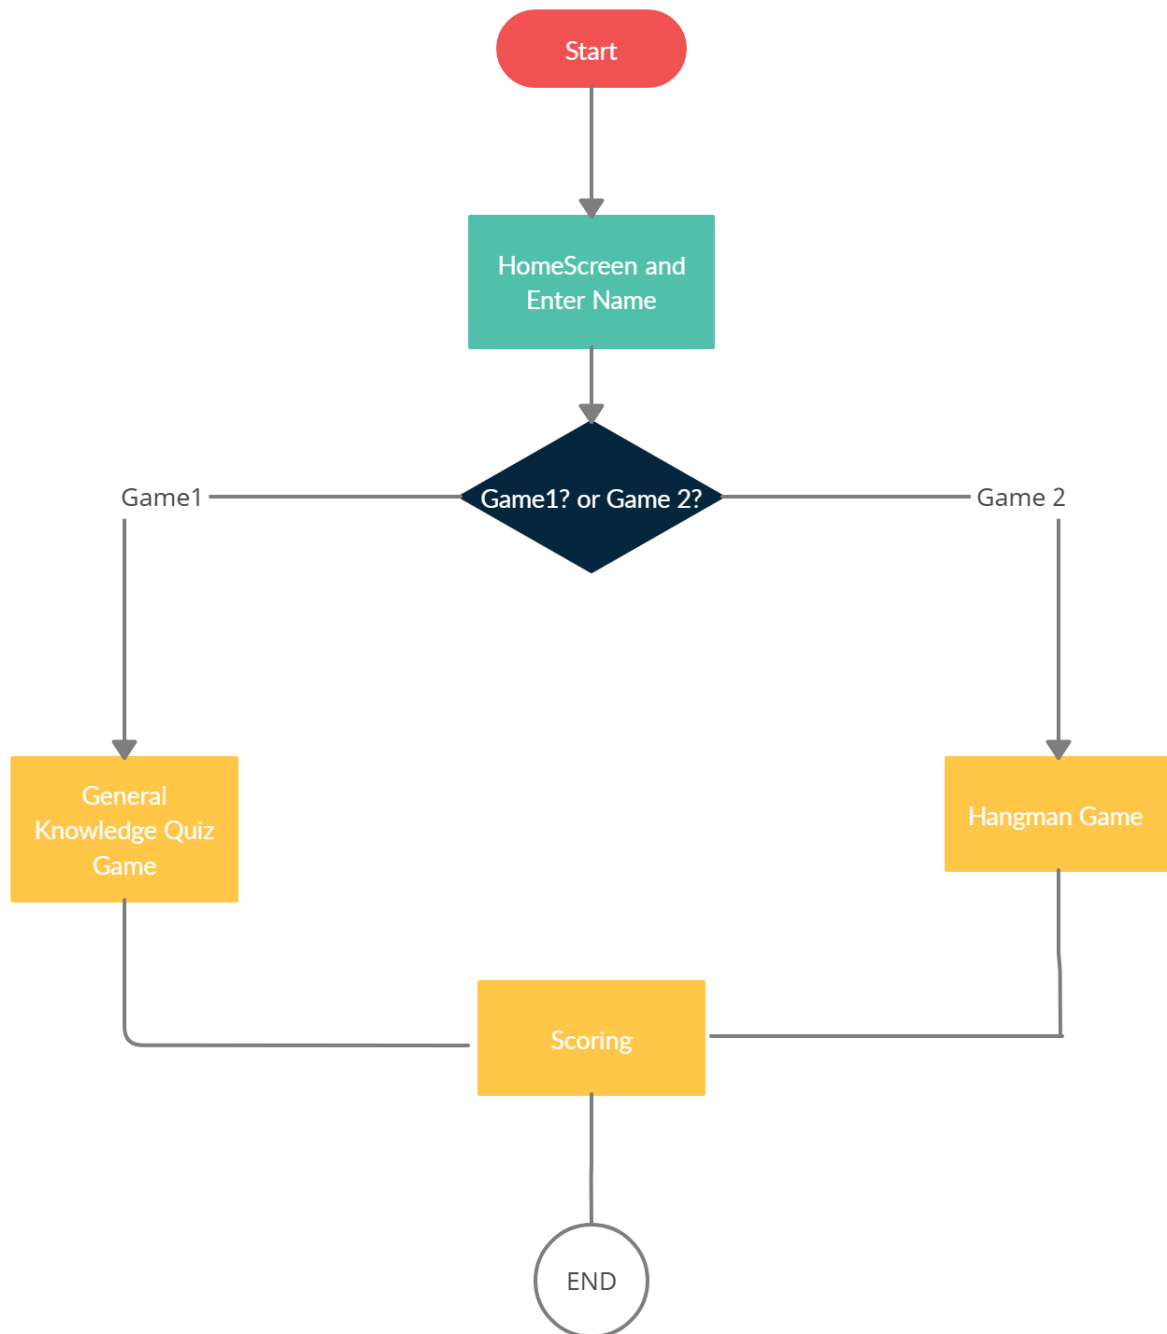 Start
HomeScreen and
Enter Name
Game1
Game1? or Game 2?
Game 2
General
Knowledge Quiz
Game
Hangman Game
Scoring
END